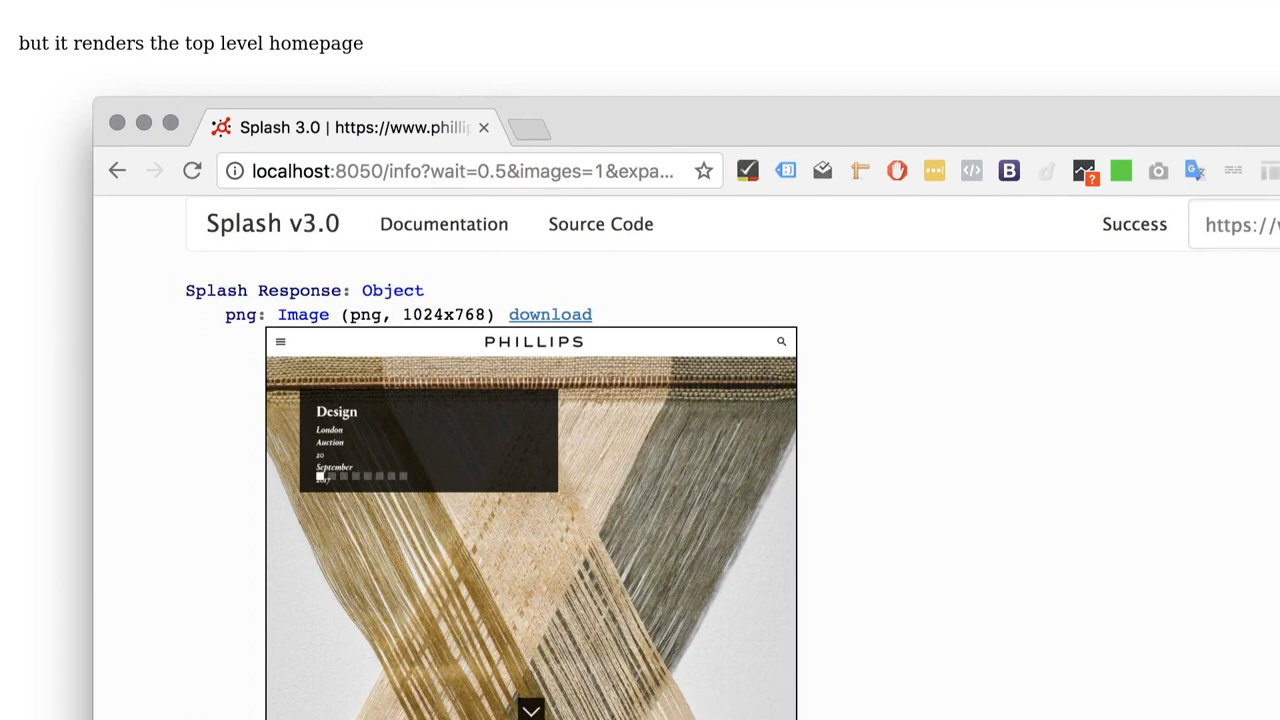 but it renders the top level homepage
Splash 3.0 | https://www.phillip
localhost:8050/info?wait=0.5&images=1&expa...
Splash v3.0 Documentation Source Code Success https://
Splash Response: Object
png: Image (png, 1024x768) download
PHILLIPS
Design
London
Auction
20
September
2017